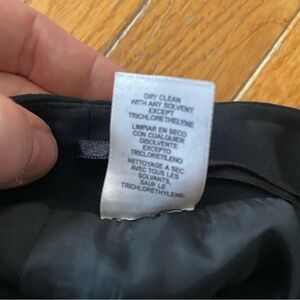 DRY CLEAN
WITH ANY SOLVENT
EXCEPT
TRICHLORETHELYNE
LIMPIAR EN SECO
CON CUALQUIER
DISOLVENTE
EXCEPTO
TRICLORETILENO
NETTOYAGE A SEC
AVEC TOUS LES
SOLVANTS,
SAUF LE
TRICHLORETHYLENE.